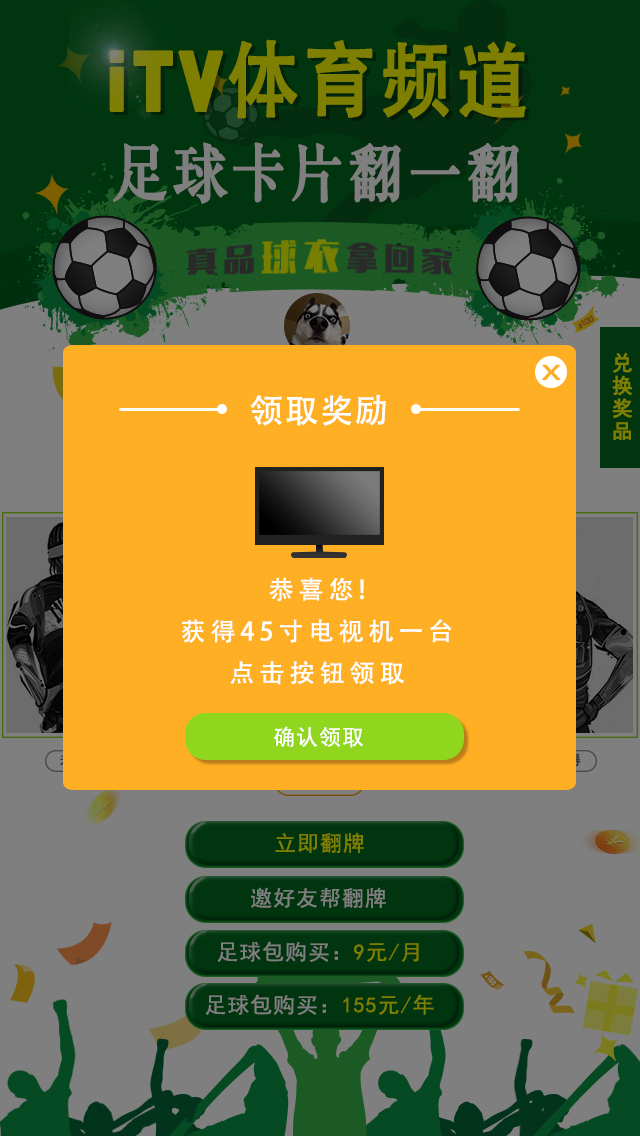 iTV体育频道
足球卡片翻一翻
真品球衣拿回家
¥100
兑换奖品
领取奖励
恭喜您!
获得45寸电视机一台
点击按钮领取
确认领取
立即翻牌
邀好友帮翻牌
足球包购买：9元/月
足球包购买：155元/年